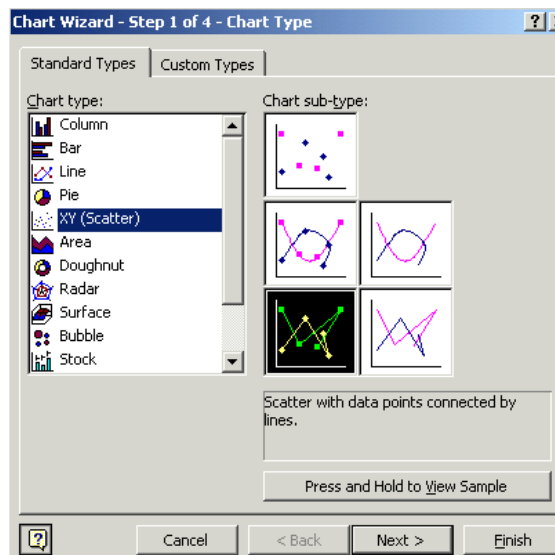 Chart Wizard - Step 1 of 4 - Chart Type
Standard Types
Custom Types
Chart type:
Column
Bar
Line
Pie
XY (Scatter)
Area
Doughnut
Radar
Surface
Bubble
Stock
Chart sub-type:
Scatter with data points connected by
lines.
Press and Hold to View Sample
Cancel
< Back
Next >
Finish